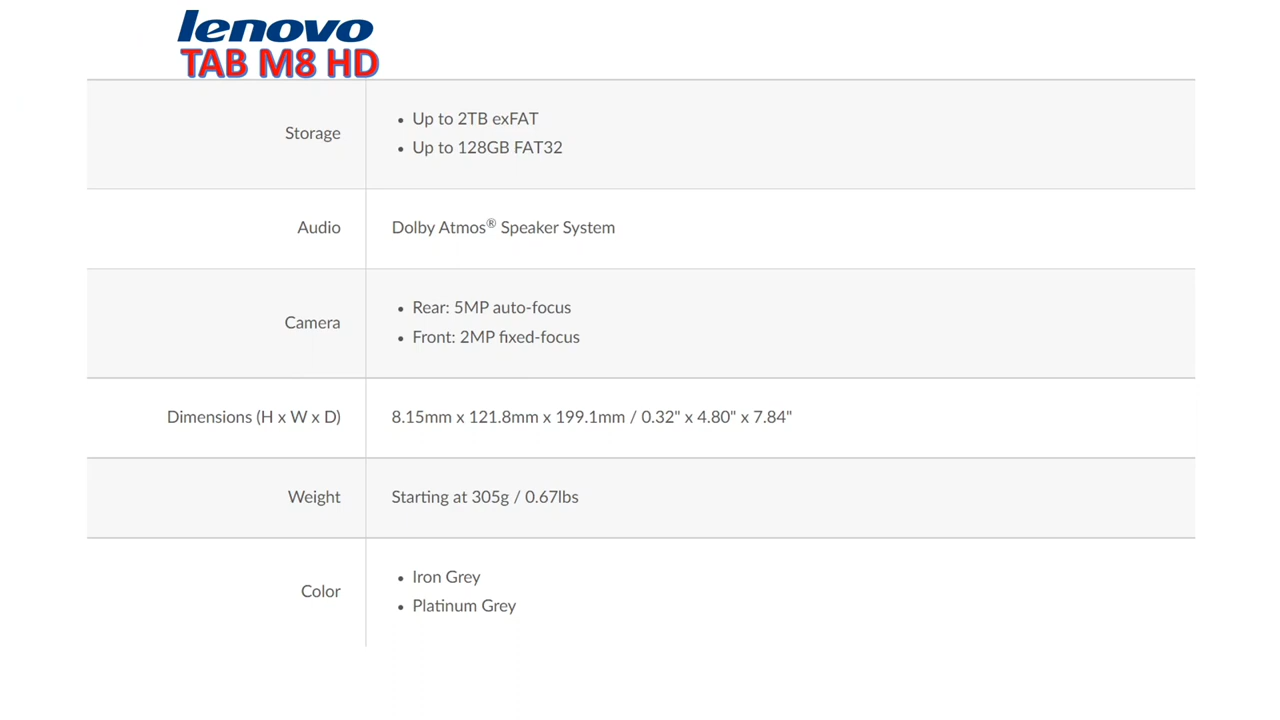 lenovo
TAB M8 HD
Storage
• Up to 2TB exFAT
• Up to 128GB FAT32
Audio
Dolby Atmos® Speaker System
Camera
• Rear: 5MP auto-focus
• Front: 2MP fixed-focus
Dimensions (H x W x D)
8.15mm x 121.8mm x 199.1mm / 0.32" x 4.80" x 7.84"
Weight
Starting at 305g / 0.67lbs
Color
• Iron Grey
• Platinum Grey